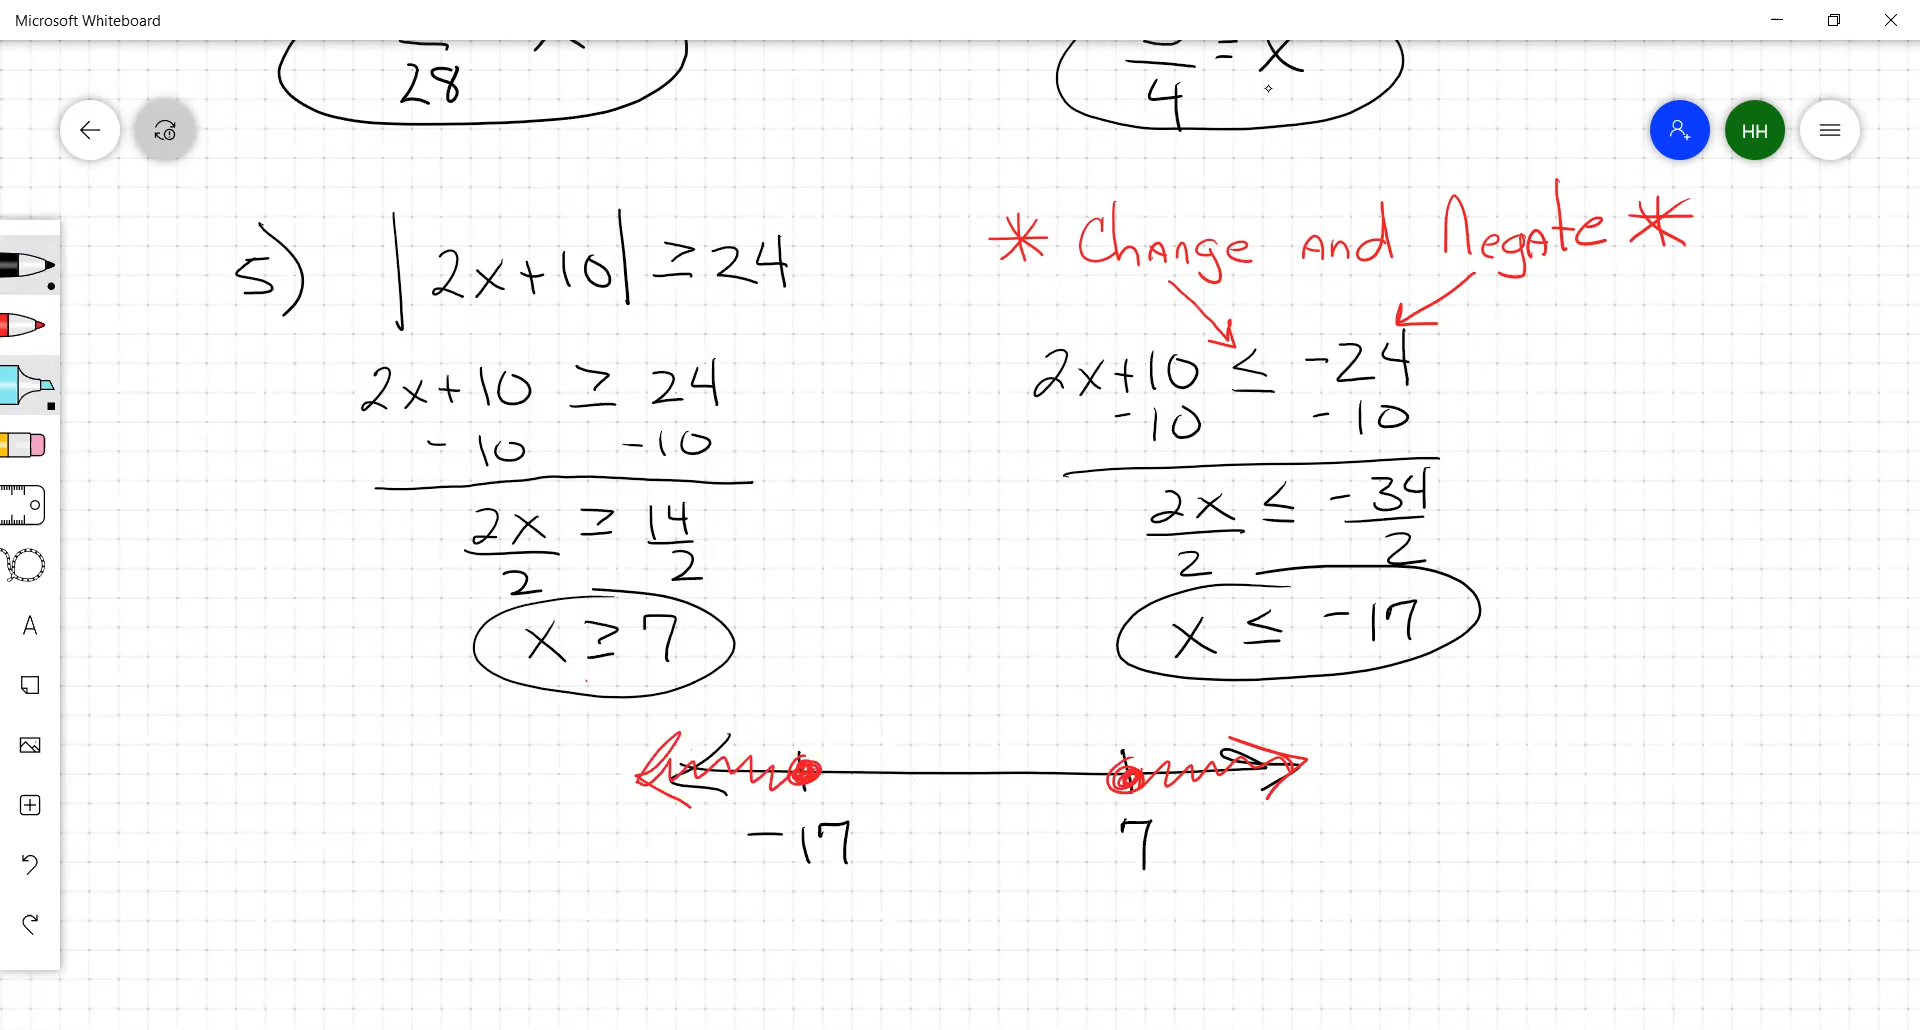 Microsoft Whiteboard
28
4 = x
HH
* Change and Negate *
5) |2x+10| ≥ 24
2x+10 ≥ 24
-10 -10
2x ≥ 14
2 2
x ≥ 7
2x+10 ≤ -24
-10 -10
2x ≤ -34
2 2
x ≤ -17
-17 7
A